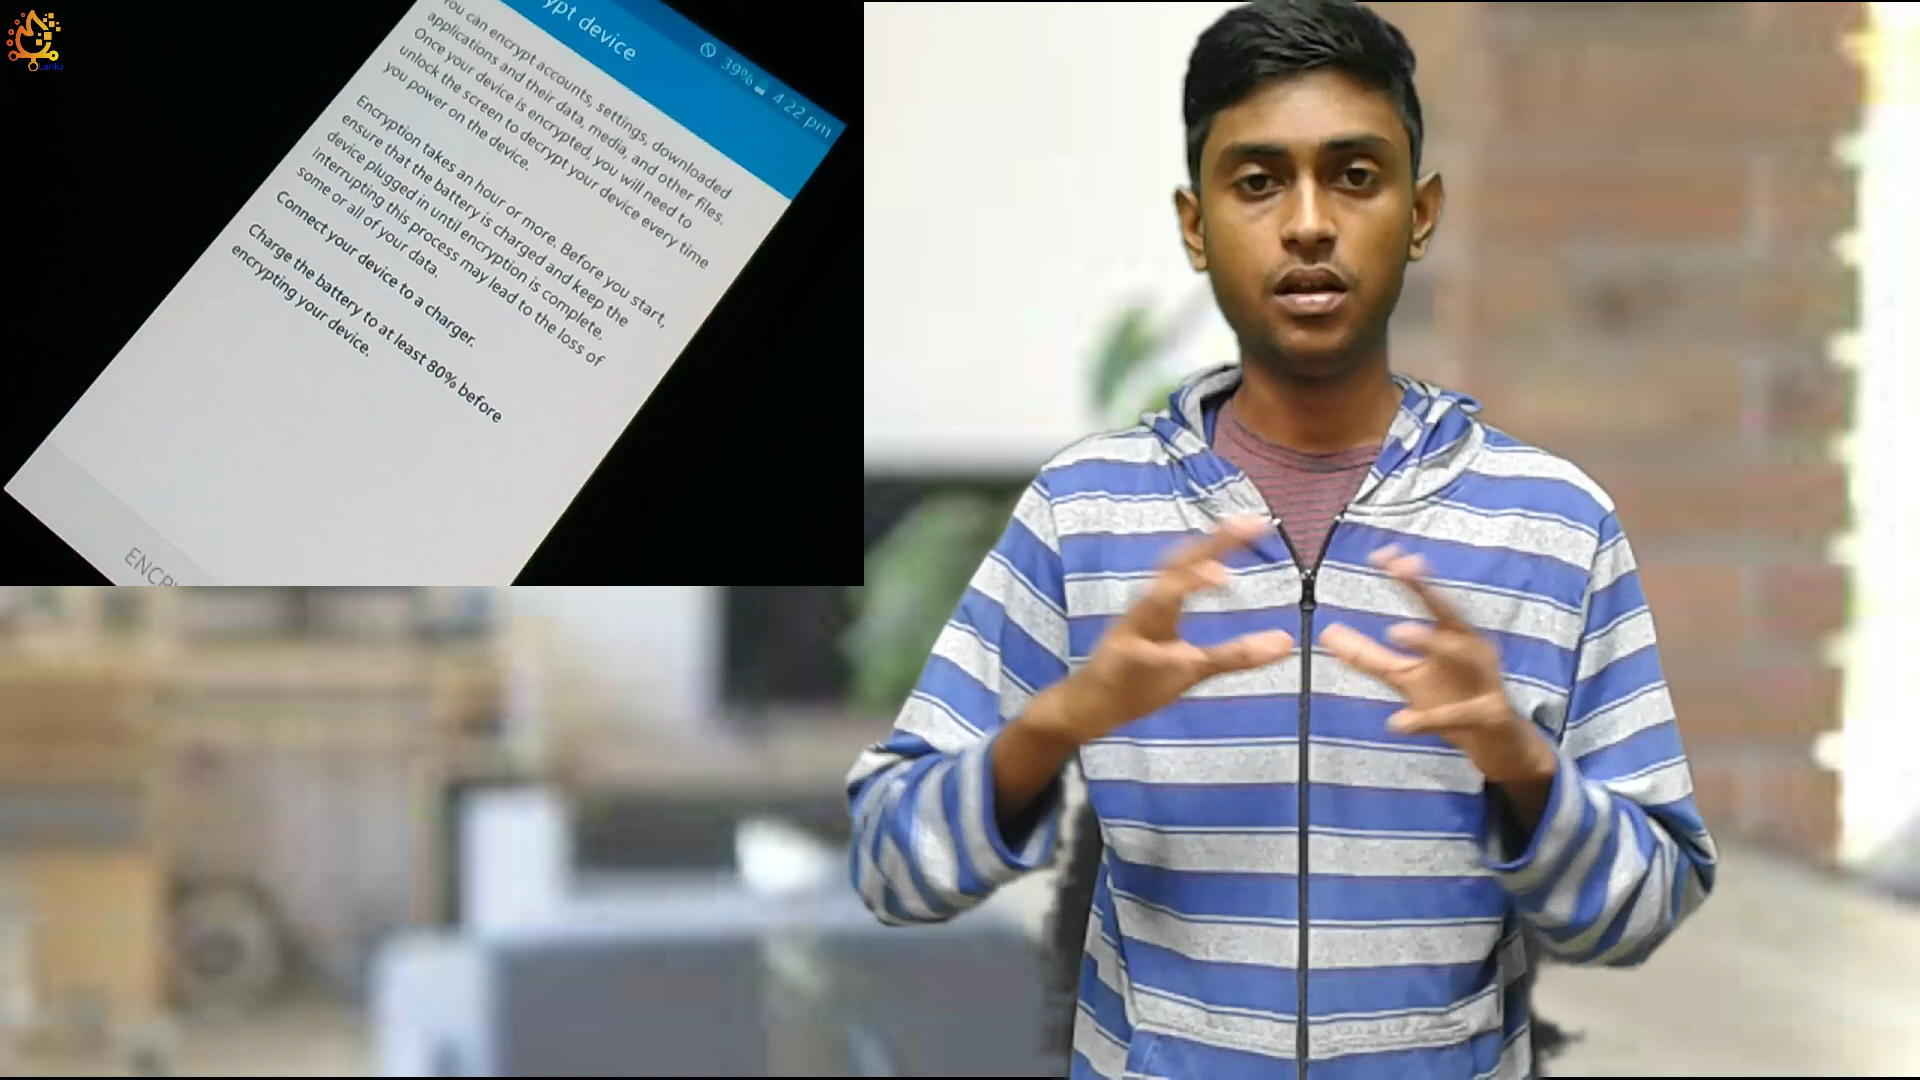 Lanka
39% 4:22 pm
ypt device
You can encrypt accounts, settings, downloaded
applications and their data, media, and other files.
Once your device is encrypted, you will need to
unlock the screen to decrypt your device every time
you power on the device.
Encryption takes an hour or more. Before you start,
ensure that the battery is charged and keep the
device plugged in until encryption is complete.
Interrupting this process may lead to the loss of
some or all of your data.
Connect your device to a charger.
Charge the battery to at least 80% before
encrypting your device.
ENCRY